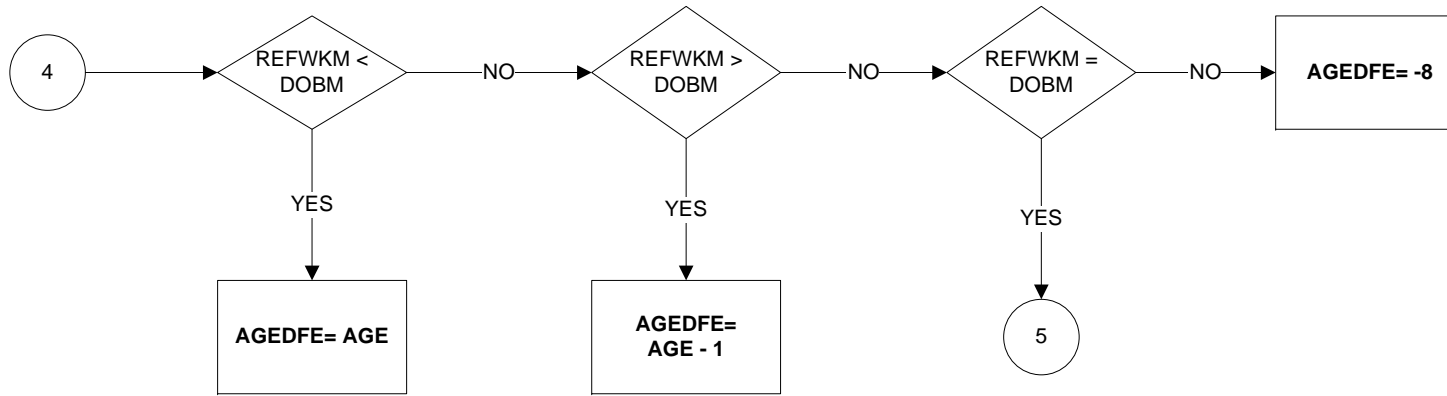 4
REFWKM <
DOBM
NO
REFWKM >
DOBM
NO
REFWKM =
DOBM
NO
AGEDFE= -8
YES
YES
YES
AGEDFE= AGE
AGEDFE=
AGE - 1
5